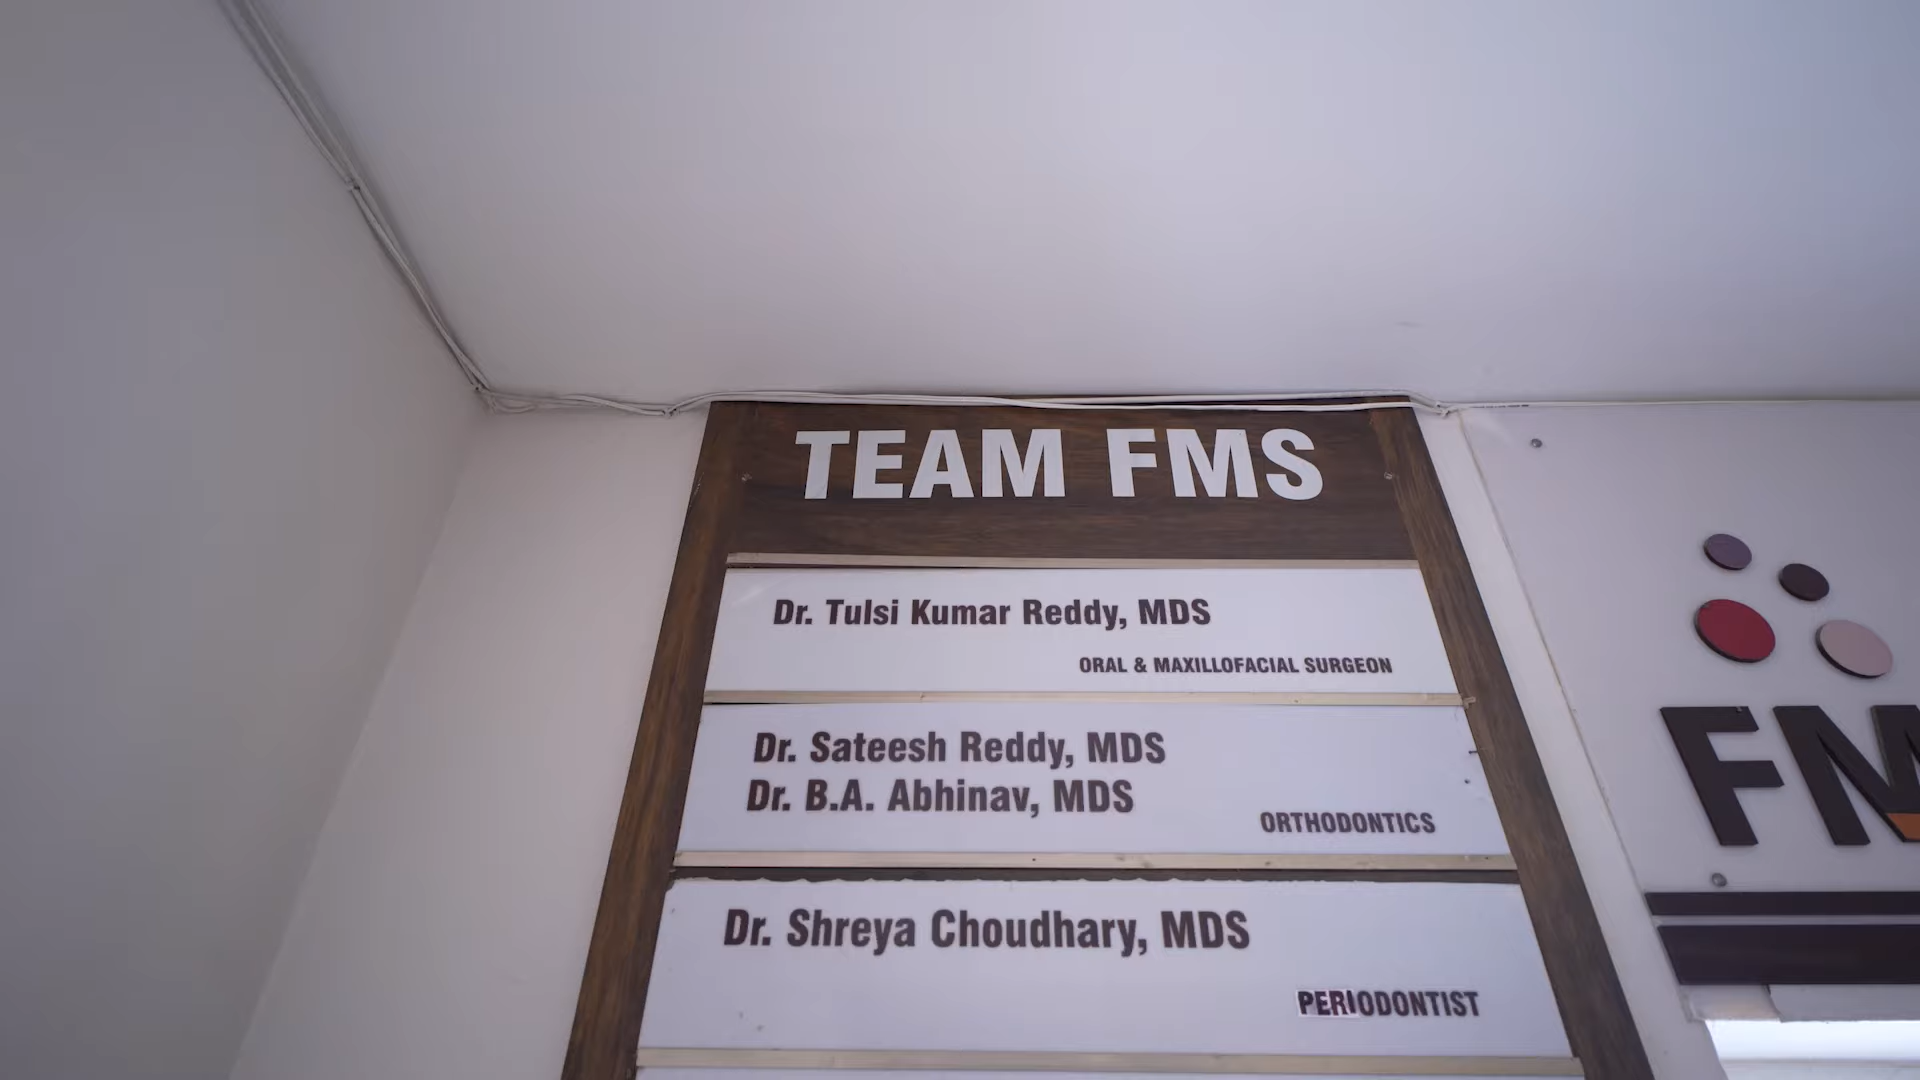 TEAM FMS
Dr. Tulsi Kumar Reddy, MDS
ORAL & MAXILLOFACIAL SURGEON
Dr. Sateesh Reddy, MDS
Dr. B.A. Abhinav, MDS
ORTHODONTICS
Dr. Shreya Choudhary, MDS
PERIODONTIST
FM